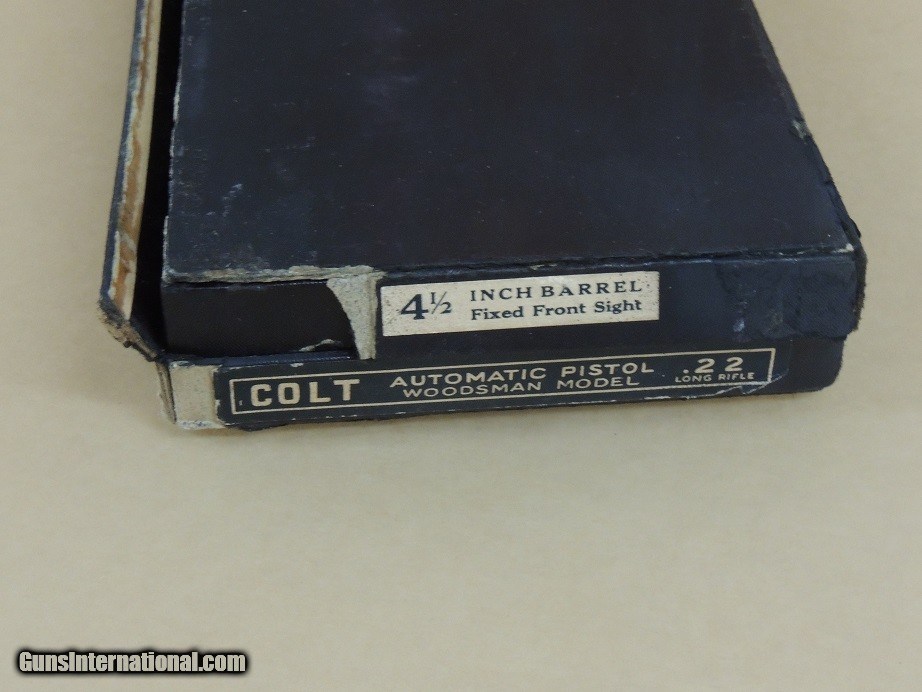 4½ INCH BARREL
Fixed Front Sight
COLT AUTOMATIC PISTOL .22
WOODSMAN MODEL LONG RIFLE
GunsInternational.com